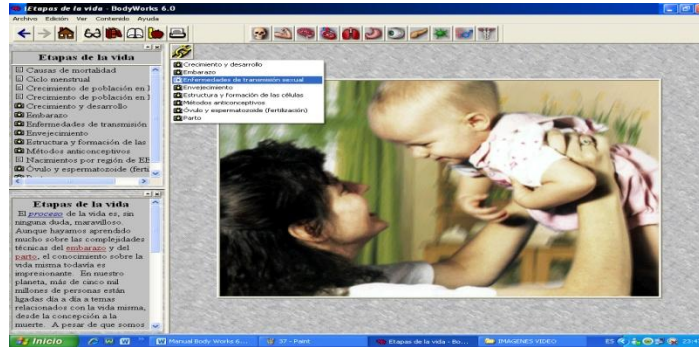 Etapas de la vida - BodyWorks 6.0
Archivo Edición Ver Contenido Ayuda
Etapas de la vida
Causas de mortalidad
Ciclo menstrual
Crecimiento de población en l
Crecimiento y desarrollo
Embarazo
Enfermedades de transmisión
Envejecimiento
Estructura y formación de las
Métodos anticonceptivos
Nacimientos por región de EE
Óvulo y espermatozoide (ferti
Crecimiento y desarrollo
Embarazo
Enfermedades de transmisión sexual
Envejecimiento
Estructura y formación de las células
Métodos anticonceptivos
Óvulo y espermatozoide (fertilización)
Parto
Etapas de la vida
El proceso de la vida es, sin
ninguna duda, maravilloso.
Aunque hayamos aprendido
mucho sobre las complejidades
técnicas del embarazo y del
parto, el conocimiento sobre la
vida misma todavía es
impresionante. En nuestro
planeta, más de cinco mil
millones de personas están
ligadas día a día a temas
relacionados con la vida misma,
desde la concepción a la
muerte. A pesar de que somos
Inicio
Manual Body Works 6...
37 - Paint
Etapas de la vida - Bo...
IMAGENES VIDEO
ES